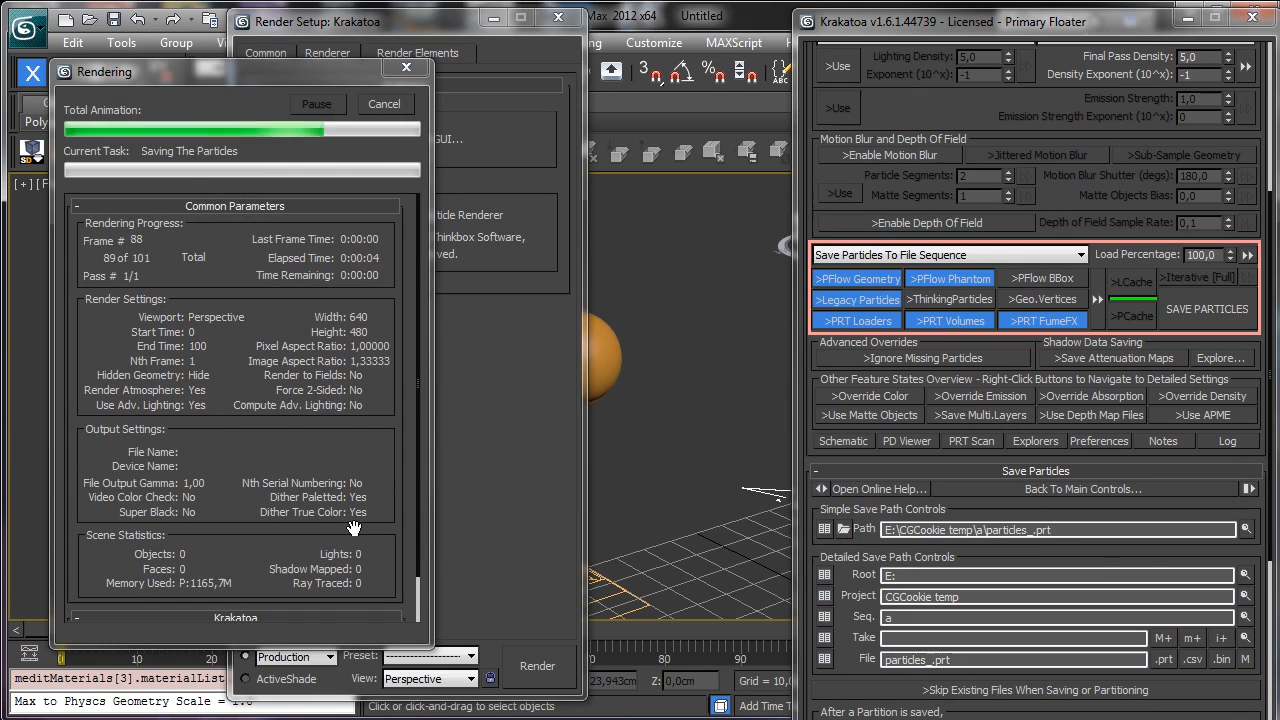 Max 2012 x64 Untitled
Edit Tools Group
Customize MAXScript
Render Setup: Krakatoa
Common Renderer Render Elements
GUI...
ticle Renderer
Thinkbox Software,
Production
ActiveShade
Preset:
View: Perspective
Render
Rendering
Total Animation:
Pause Cancel
Current Task: Saving The Particles
- Common Parameters
Rendering Progress:
Frame # 88 Last Frame Time: 0:00:00
89 of 101 Total Elapsed Time: 0:00:04
Pass # 1/1 Time Remaining: 0:00:00
Render Settings:
Viewport: Perspective Width: 640
Start Time: 0 Height: 480
End Time: 100 Pixel Aspect Ratio: 1,00000
Nth Frame: 1 Image Aspect Ratio: 1,33333
Hidden Geometry: Hide Render to Fields: No
Render Atmosphere: Yes Force 2-Sided: No
Use Adv. Lighting: Yes Compute Adv. Lighting: No
Output Settings:
File Name:
Device Name:
File Output Gamma: 1,00 Nth Serial Numbering: No
Video Color Check: No Dither Paletted: Yes
Super Black: No Dither True Color: Yes
Scene Statistics:
Objects: 0 Lights: 0
Faces: 0 Shadow Mapped: 0
Memory Used: P:1165,7M Ray Traced: 0
- Krakatoa
Poly
SD
[ + ] [ F
0 10 20
80 90
meditMaterials[3].materialList
Max to Physcs Geometry Scale = 1.0
23,943cm Z: 0,0cm Grid = 10,
Click or click-and-drag to select objects
Add Time T
Krakatoa v1.6.1.44739 - Licensed - Primary Floater
>Use Lighting Density: 5,0 Final Pass Density: 5,0
Exponent (10^x): -1 Density Exponent (10^x): -1
>Use Emission Strength: 1,0
Emission Strength Exponent (10^x): 0
Motion Blur and Depth Of Field
>Enable Motion Blur >Jittered Motion Blur >Sub-Sample Geometry
Particle Segments: 2 Motion Blur Shutter (degs): 180,0
>Use Matte Segments: 1 Matte Objects Bias: 0,0
>Enable Depth Of Field Depth of Field Sample Rate: 0,1
Save Particles To File Sequence Load Percentage: 100,0
>PFlow Geometry >PFlow Phantom >PFlow BBox >LCache >Iterative [Full]
>Legacy Particles >ThinkingParticles >Geo.Vertices SAVE PARTICLES
>PRT Loaders >PRT Volumes >PRT FumeFX >PCache
Advanced Overrides Shadow Data Saving
>Ignore Missing Particles >Save Attenuation Maps Explore...
Other Feature States Overview - Right-Click Buttons to Navigate to Detailed Settings
>Override Color >Override Emission >Override Absorption >Override Density
>Use Matte Objects >Save Multi.Layers >Use Depth Map Files >Use APME
Schematic PD Viewer PRT Scan Explorers Preferences Notes Log
- Save Particles
Open Online Help... Back To Main Controls...
Simple Save Path Controls
Path E:\CGCookie temp\a\particles_.prt
Detailed Save Path Controls
Root E:
Project CGCookie temp
Seq. a
Take M+ m+ i+
File particles_.prt .prt .csv .bin M
>Skip Existing Files When Saving or Partitioning
After a Partition is saved,